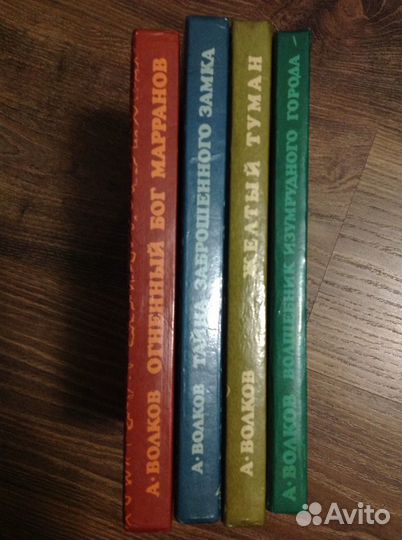 А·ВОЛКОВ ОГНЕННЫЙ БОГ МАРРАНОВ
А·ВОЛКОВ ТАЙНА ЗАБРОШЕННОГО ЗАМКА
А·ВОЛКОВ ЖЕЛТЫЙ ТУМАН
А·ВОЛКОВ ВОЛШЕБНИК ИЗУМРУДНОГО ГОРОДА
Avito